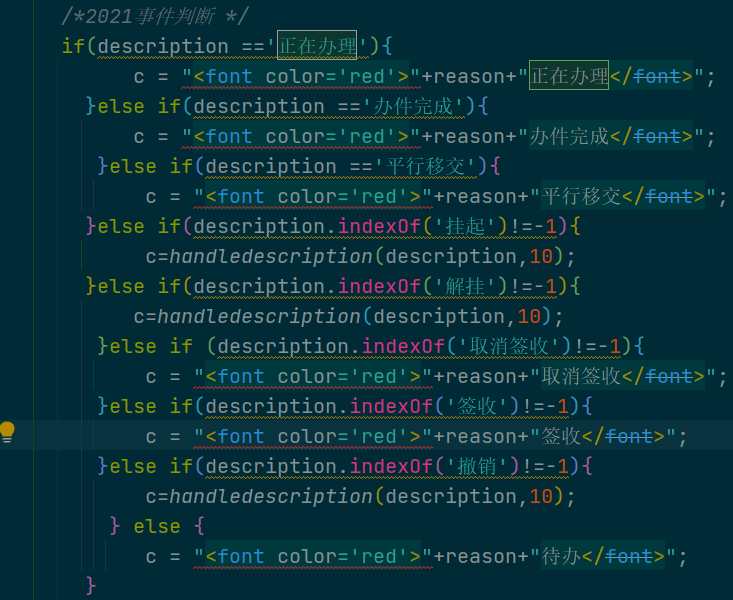 /*2021事件判断 */
if(description =='正在办理'){
c = "<font color='red'>"+reason+"正在办理</font>";
}else if(description =='办件完成'){
c = "<font color='red'>"+reason+"办件完成</font>";
}else if(description =='平行移交'){
c = "<font color='red'>"+reason+"平行移交</font>";
}else if(description.indexOf('挂起')!=-1){
c=handledescription(description,10);
}else if(description.indexOf('解挂')!=-1){
c=handledescription(description,10);
}else if (description.indexOf('取消签收')!=-1){
c = "<font color='red'>"+reason+"取消签收</font>";
}else if(description.indexOf('签收')!=-1){
c = "<font color='red'>"+reason+"签收</font>";
}else if(description.indexOf('撤销')!=-1){
c=handledescription(description,10);
} else {
c = "<font color='red'>"+reason+"待办</font>";
}